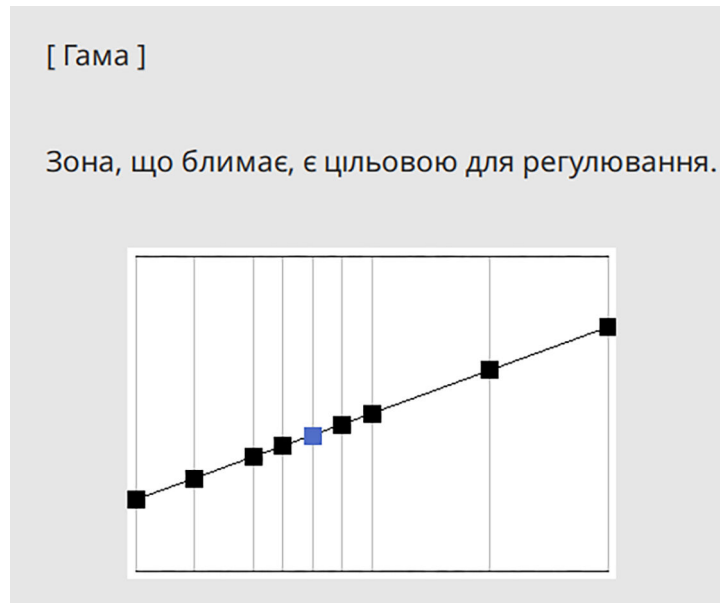 [ Гама ]
Зона, що блимає, є цільовою для регулювання.